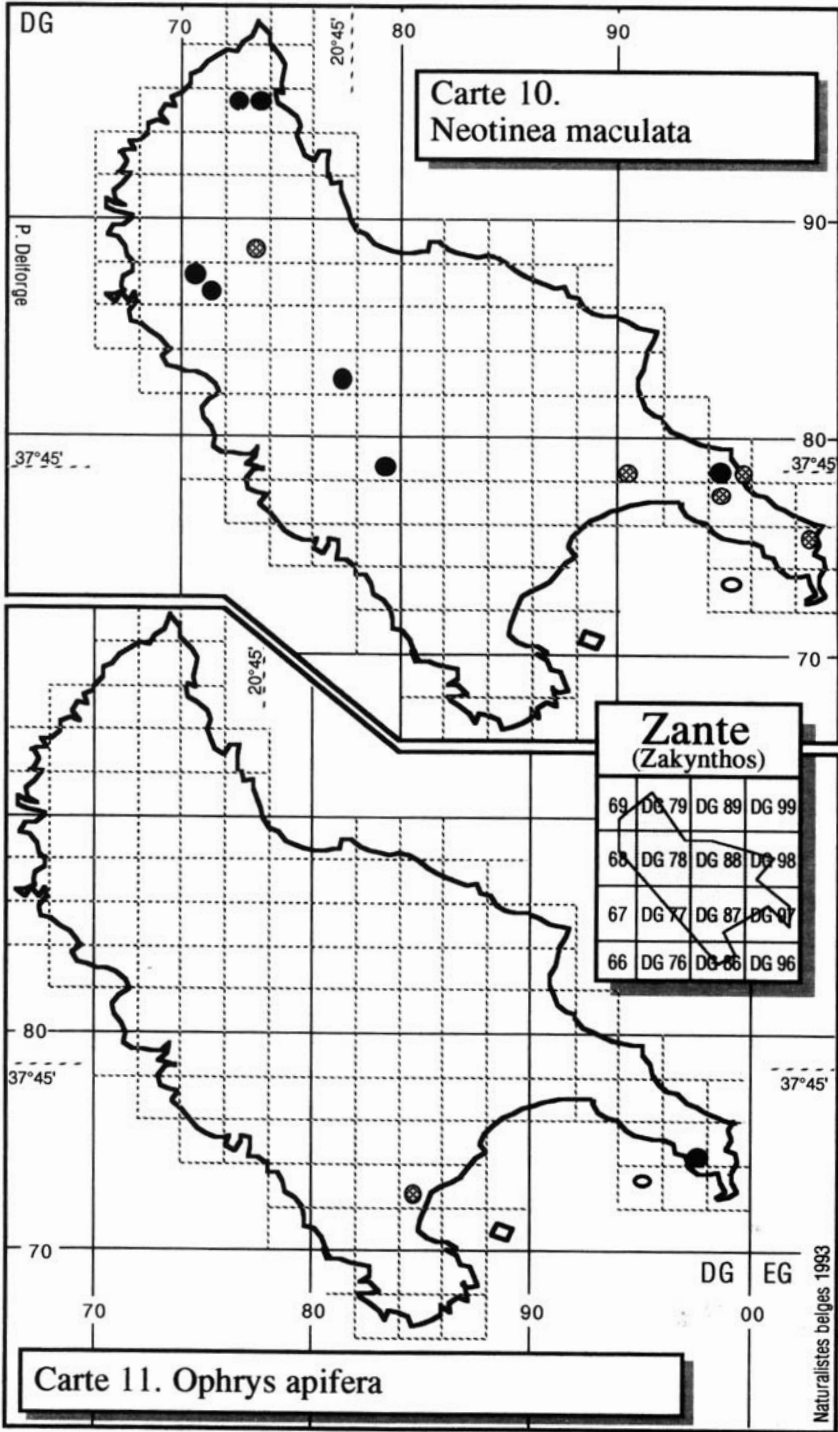 DG
70
80
90
20°45'
Carte 10.
Neotinea maculata
90
P. Delforge
80
37°45'
37°45'
70
20°45'
Zante
(Zakynthos)
69 DG 79 DG 89 DG 99
68 DG 78 DG 88 DG 98
67 DG 77 DG 87 DG 97
66 DG 76 DG 86 DG 96
80
37°45'
37°45'
70
DG EG
70
80
90
00
Carte 11. Ophrys apifera
Naturalistes belges 1993